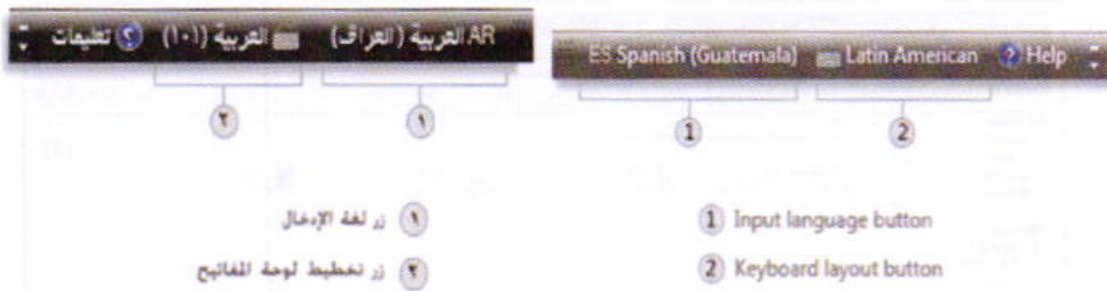 AR العربية (العراق) العربية (١٠١) تعليمات
١ ٢
١ زر لغة الإدخال
٢ زر تخطيط لوحة المفاتيح
ES Spanish (Guatemala) Latin American ? Help
1 2
1 Input language button
2 Keyboard layout button